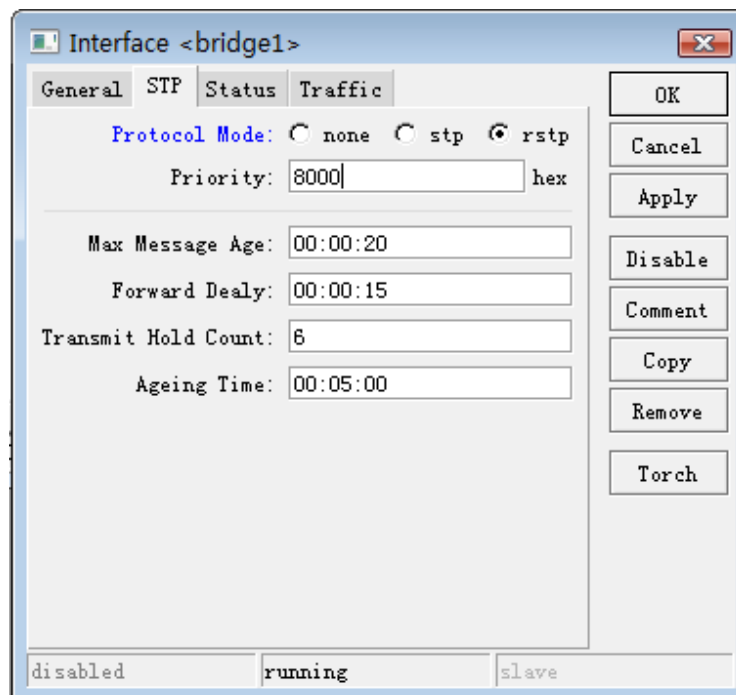 Interface <bridge1>
General STP Status Traffic
Protocol Mode: none stp rstp
Priority: 8000 hex
Max Message Age: 00:00:20
Forward Dealy: 00:00:15
Transmit Hold Count: 6
Ageing Time: 00:05:00
OK
Cancel
Apply
Disable
Comment
Copy
Remove
Torch
disabled running slave